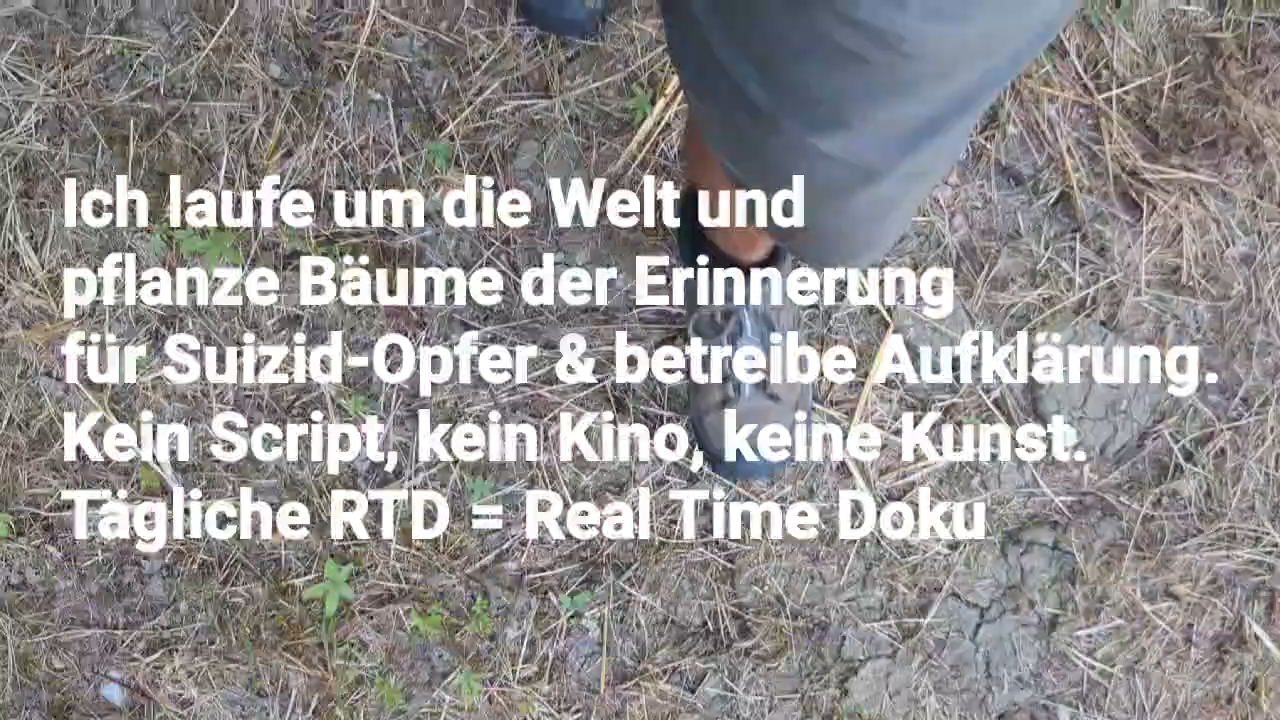 Ich laufe um die Welt und
pflanze Bäume der Erinnerung
für Suizid-Opfer & betreibe Aufklärung.
Kein Script, kein Kino, keine Kunst.
Tägliche RTD = Real Time Doku